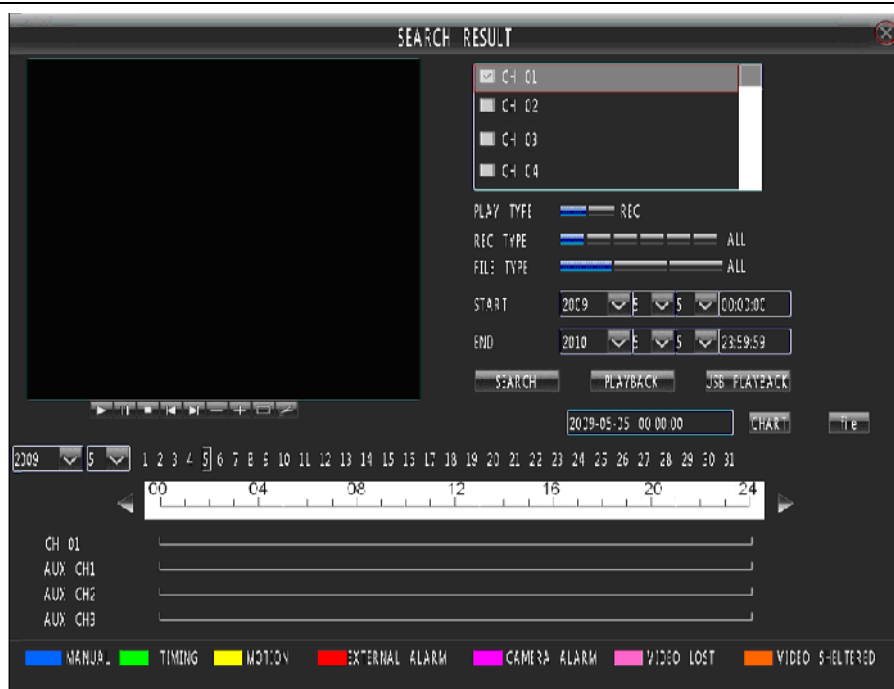 SEARCH RESULT
CH 01
CH 02
CH 03
CH 04
PLAY TYPE REC
REC TYPE ALL
FILE TYPE ALL
START 2009 5 5 00:00:00
END 2010 5 5 23:59:59
SEARCH PLAYBACK USB PLAYBACK
2009-05-05 00:00:00 CHART file
2009 5 1 2 3 4 5 6 7 8 9 10 11 12 13 14 15 16 17 18 19 20 21 22 23 24 25 26 27 28 29 30 31
00 04 08 12 16 20 24
CH 01
AUX CH1
AUX CH2
AUX CH3
MANUAL TIMING MOTION EXTERNAL ALARM CAMERA ALARM VIDEO LOST VIDEO SHELTERED